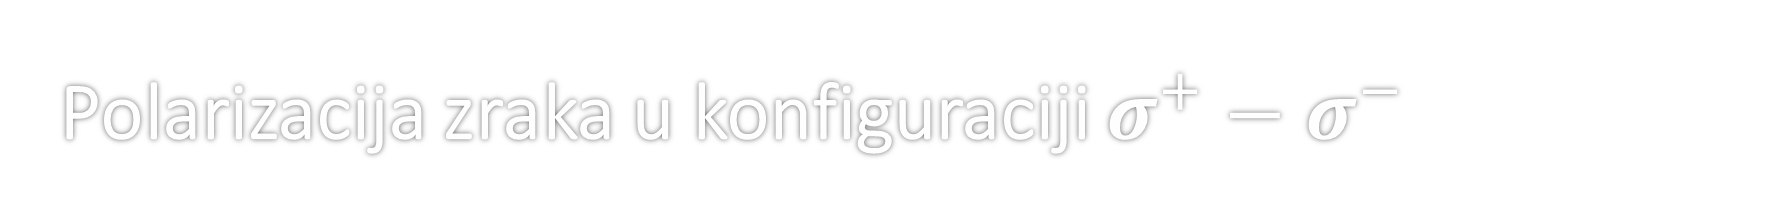 Polarizacija zraka u konfiguraciji σ⁺ − σ⁻